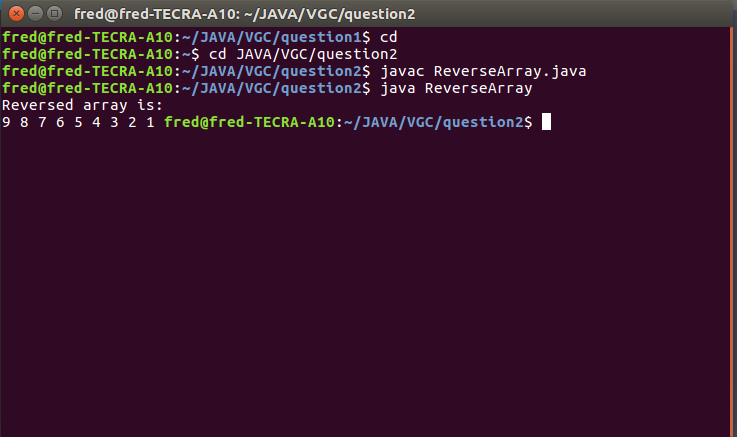 fred@fred-TECRA-A10: ~/JAVA/VGC/question2
fred@fred-TECRA-A10:~/JAVA/VGC/question1$ cd
fred@fred-TECRA-A10:~$ cd JAVA/VGC/question2
fred@fred-TECRA-A10:~/JAVA/VGC/question2$ javac ReverseArray.java
fred@fred-TECRA-A10:~/JAVA/VGC/question2$ java ReverseArray
Reversed array is:
9 8 7 6 5 4 3 2 1 fred@fred-TECRA-A10:~/JAVA/VGC/question2$